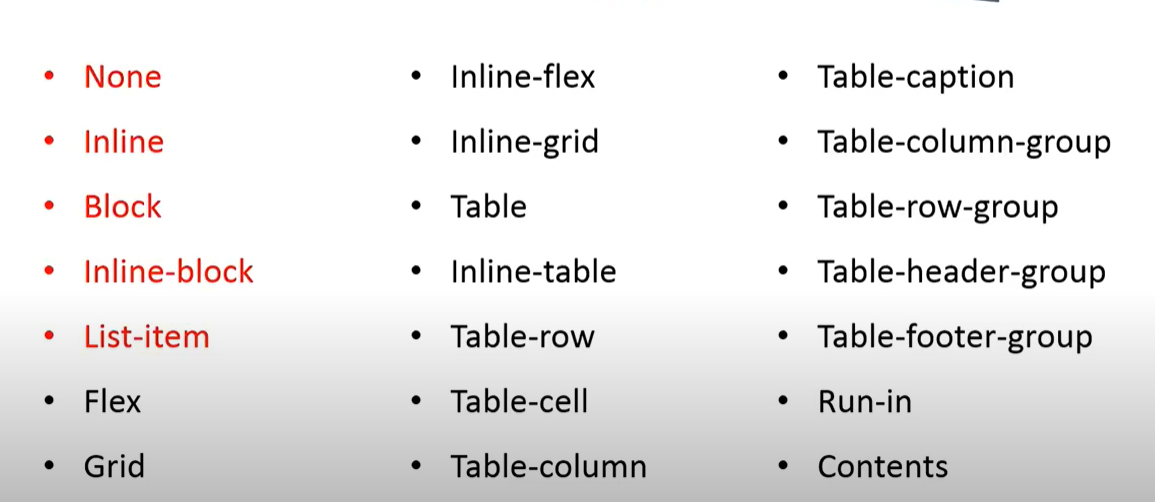 • None
• Inline
• Block
• Inline-block
• List-item
• Flex
• Grid
• Inline-flex
• Inline-grid
• Table
• Inline-table
• Table-row
• Table-cell
• Table-column
• Table-caption
• Table-column-group
• Table-row-group
• Table-header-group
• Table-footer-group
• Run-in
• Contents